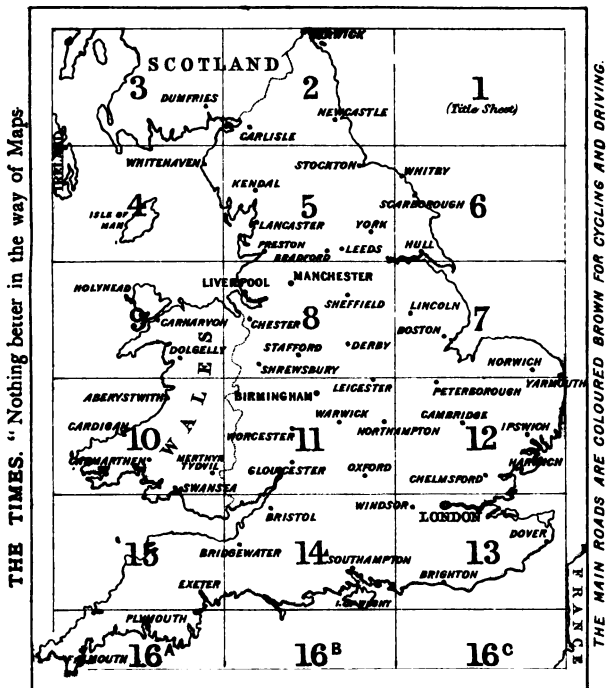 THE TIMES. "Nothing better in the way of Maps.
THE MAIN ROADS ARE COLOURED BROWN FOR CYCLING AND DRIVING.
BERWICK
SCOTLAND
3
2
1
(Title Sheet)
DUMFRIES
NEWCASTLE
CARLISLE
IRELAND
WHITEHAVEN
STOCKTON
WHITBY
KENDAL
4
ISLE OF
MAN
5
SCARBOROUGH
6
LANCASTER
YORK
PRESTON
BRADFORD
LEEDS
HULL
HOLYHEAD
LIVERPOOL
MANCHESTER
SHEFFIELD
LINCOLN
9
CARNARVON
CHESTER
8
BOSTON
7
DOLGELLY
STAFFORD
DERBY
SHREWSBURY
NORWICH
YARMOUTH
LEICESTER
PETERBOROUGH
ABERYSTWITH
BIRMINGHAM
WALES
WARWICK
CAMBRIDGE
CARDIGAN
10
WORCESTER
11
NORTHAMPTON
12
IPSWICH
CARMARTHEN
MERTHYR
TYDVIL
GLOUCESTER
OXFORD
HARWICH
CHELMSFORD
SWANSEA
BRISTOL
WINDSOR
LONDON
DOVER
15
BRIDGEWATER
14
SOUTHAMPTON
13
EXETER
BRIGHTON
I. OF WIGHT
FRANCE
PLYMOUTH
FALMOUTH
16A
16B
16C